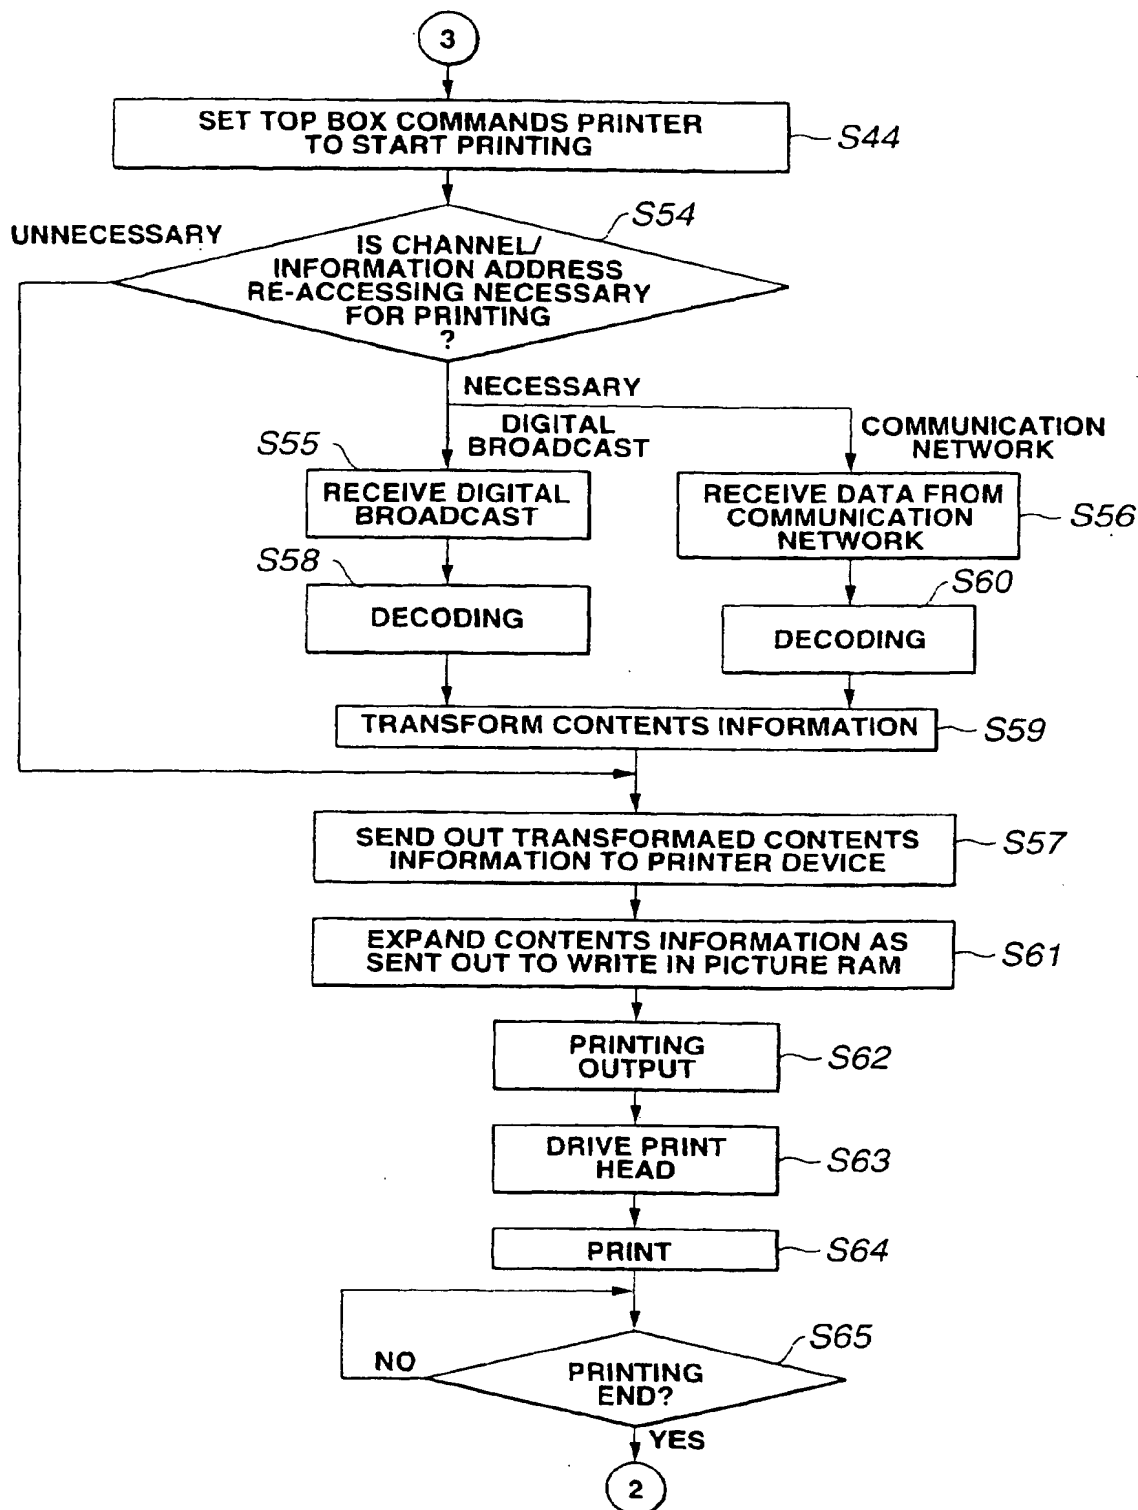 3
SET TOP BOX COMMANDS PRINTER
TO START PRINTING
S44
S54
UNNECESSARY
IS CHANNEL/
INFORMATION ADDRESS
RE-ACCESSING NECESSARY
FOR PRINTING
?
NECESSARY
DIGITAL
BROADCAST
COMMUNICATION
NETWORK
S55
RECEIVE DIGITAL
BROADCAST
RECEIVE DATA FROM
COMMUNICATION
NETWORK
S56
S58
DECODING
S60
DECODING
TRANSFORM CONTENTS INFORMATION
S59
SEND OUT TRANSFORMAED CONTENTS
INFORMATION TO PRINTER DEVICE
S57
EXPAND CONTENTS INFORMATION AS
SENT OUT TO WRITE IN PICTURE RAM
S61
PRINTING
OUTPUT
S62
DRIVE PRINT
HEAD
S63
PRINT
S64
S65
NO
PRINTING
END?
YES
2